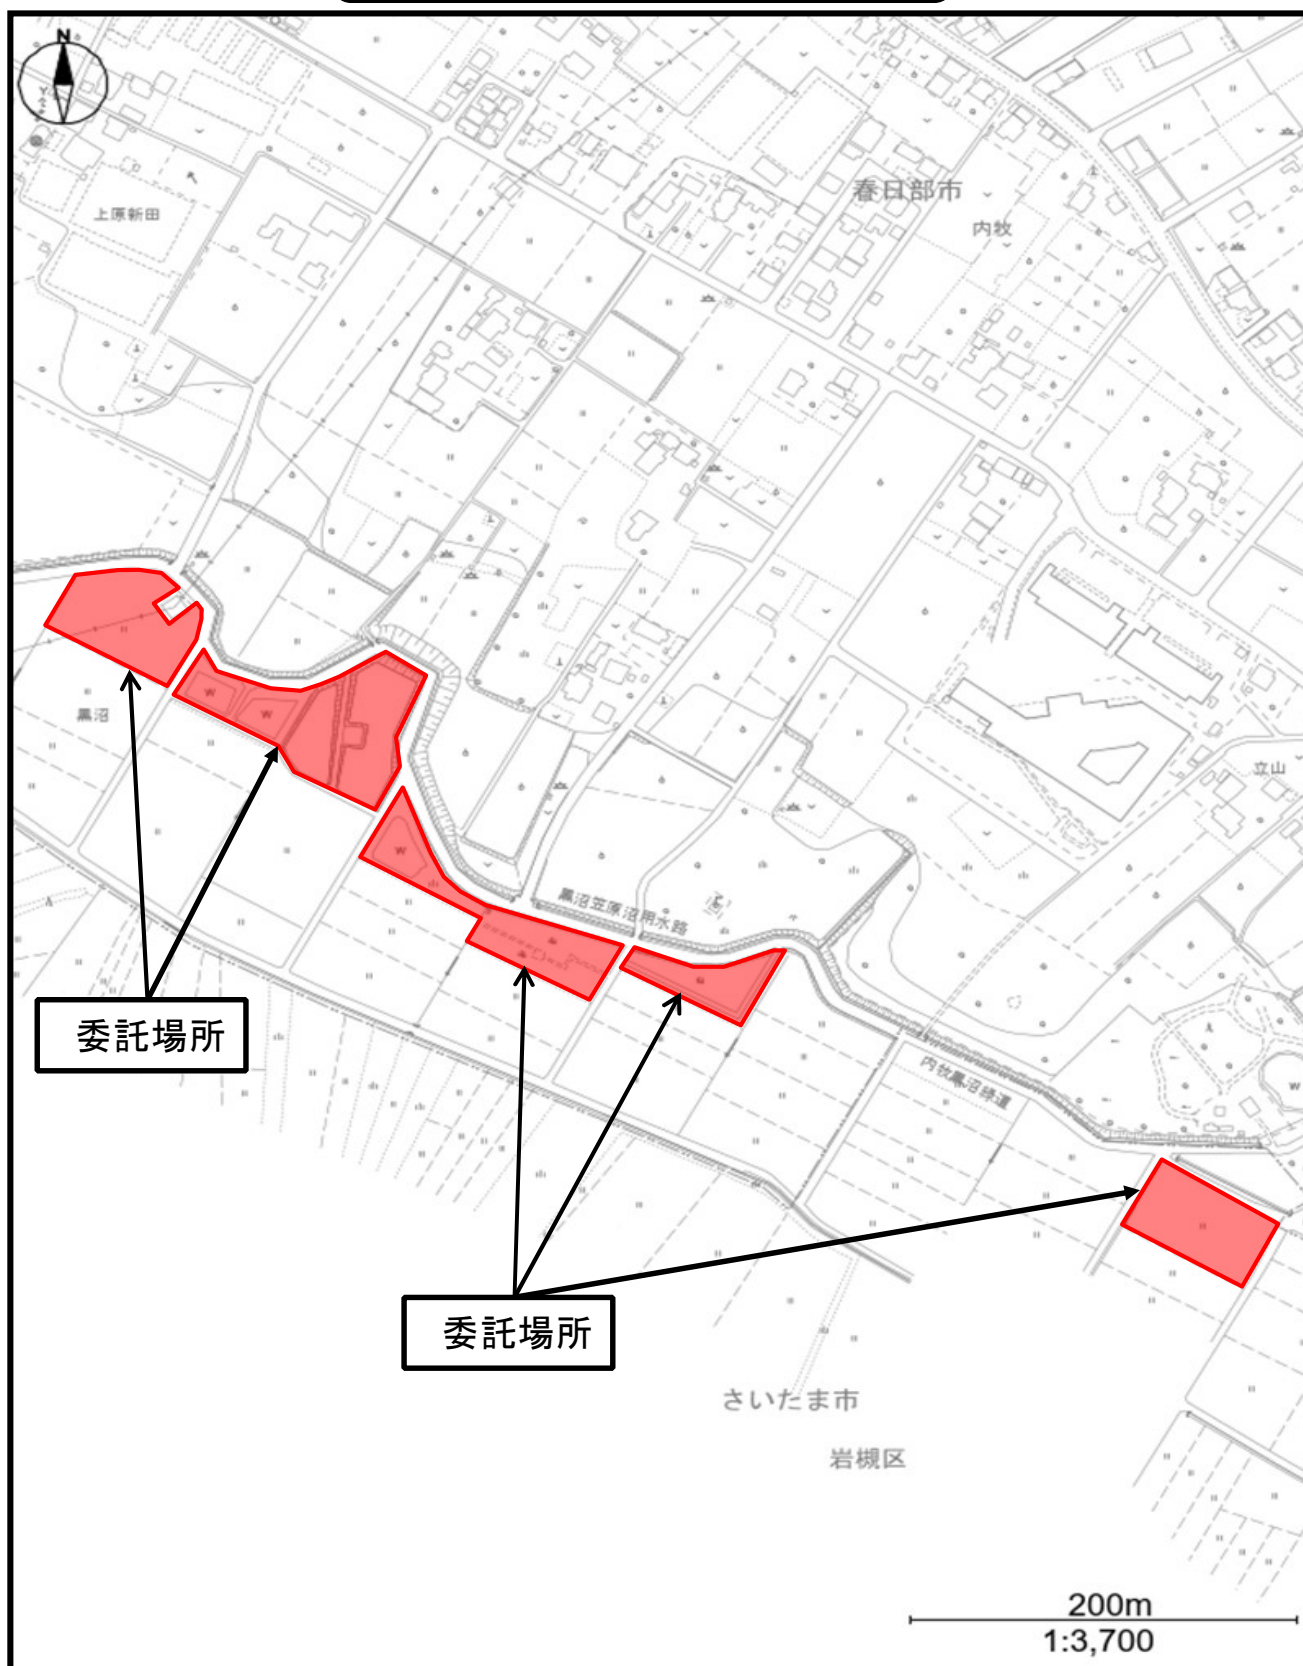 N
春日部市
内牧
上原新田
黒沼
立山
黒沼笠原沼用水路
委託場所
内牧黒沼緑道
委託場所
さいたま市
岩槻区
200m
1:3,700